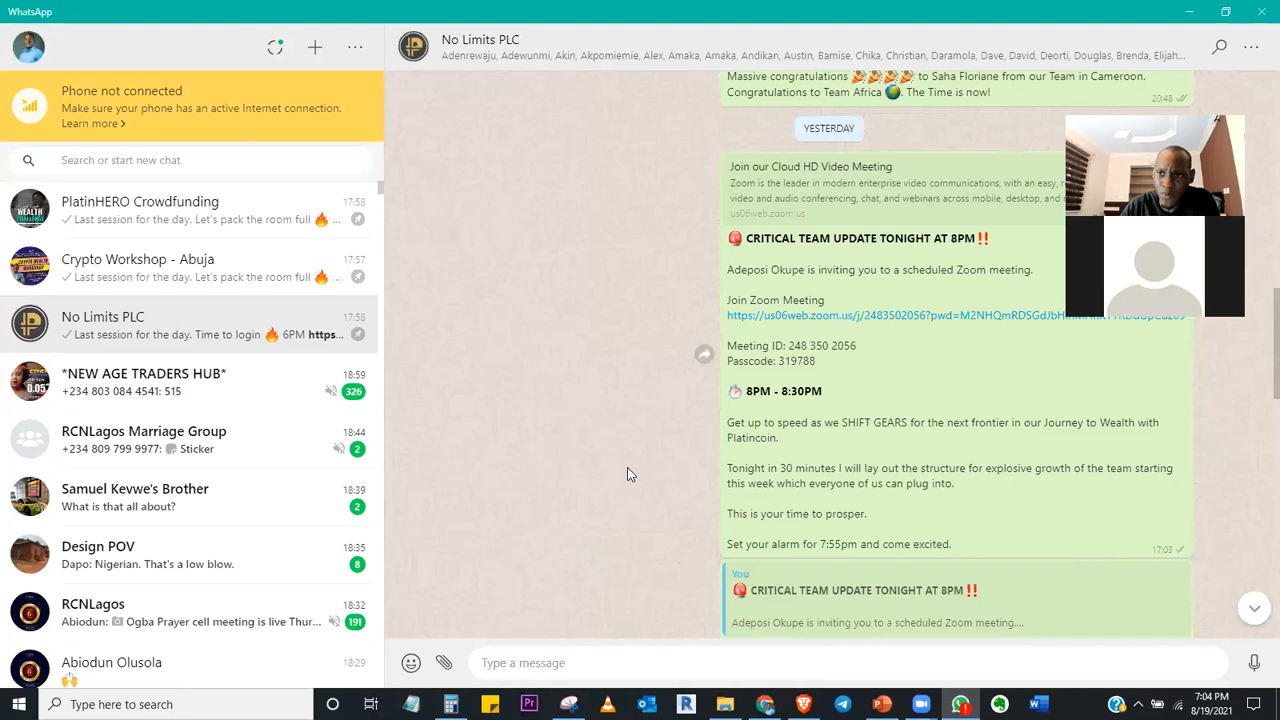 WhatsApp
Phone not connected
Make sure your phone has an active Internet connection.
Learn more
Search or start new chat
PlatinHERO Crowdfunding
17:58
Last session for the day. Let's pack the room full 🔥 ...
Crypto Workshop - Abuja
17:57
Last session for the day. Let's pack the room full 🔥 ...
No Limits PLC
17:58
Last session for the day. Time to login 🔥 6PM https...
*NEW AGE TRADERS HUB*
18:59
+234 803 084 4541: 515
326
RCNLagos Marriage Group
18:44
+234 809 799 9977: Sticker
2
Samuel Kevwe's Brother
18:39
What is that all about?
2
Design POV
18:35
Dapo: Nigerian. That's a low blow.
8
RCNLagos
18:32
Abiodun: Ogba Prayer cell meeting is live Thur...
191
Abiodun Olusola
18:29
No Limits PLC
Adenrewaju, Adewunmi, Akin, Akpomiemie, Alex, Amaka, Amaka, Andikan, Austin, Bamise, Chika, Christian, Daramola, Dave, David, Deorti, Douglas, Brenda, Elijah...
Massive congratulations 🎉🎉🎉🎉 to Saha Floriane from our Team in Cameroon.
Congratulations to Team Africa 🌍. The Time is now!
20:48
YESTERDAY
Join our Cloud HD Video Meeting
Zoom is the leader in modern enterprise video communications, with an easy,
video and audio conferencing, chat, and webinars across mobile, desktop, and
us06web.zoom.us
CRITICAL TEAM UPDATE TONIGHT AT 8PM‼️
Adeposi Okupe is inviting you to a scheduled Zoom meeting.
Join Zoom Meeting
Meeting ID: 248 350 2056
Passcode: 319788
⏱ 8PM - 8:30PM
Get up to speed as we SHIFT GEARS for the next frontier in our Journey to Wealth with
Platincoin.
Tonight in 30 minutes I will lay out the structure for explosive growth of the team starting
this week which everyone of us can plug into.
This is your time to prosper.
Set your alarm for 7:55pm and come excited.
17:03
You
CRITICAL TEAM UPDATE TONIGHT AT 8PM‼️
Adeposi Okupe is inviting you to a scheduled Zoom meeting....
Type a message
Type here to search
7:04 PM
8/19/2021